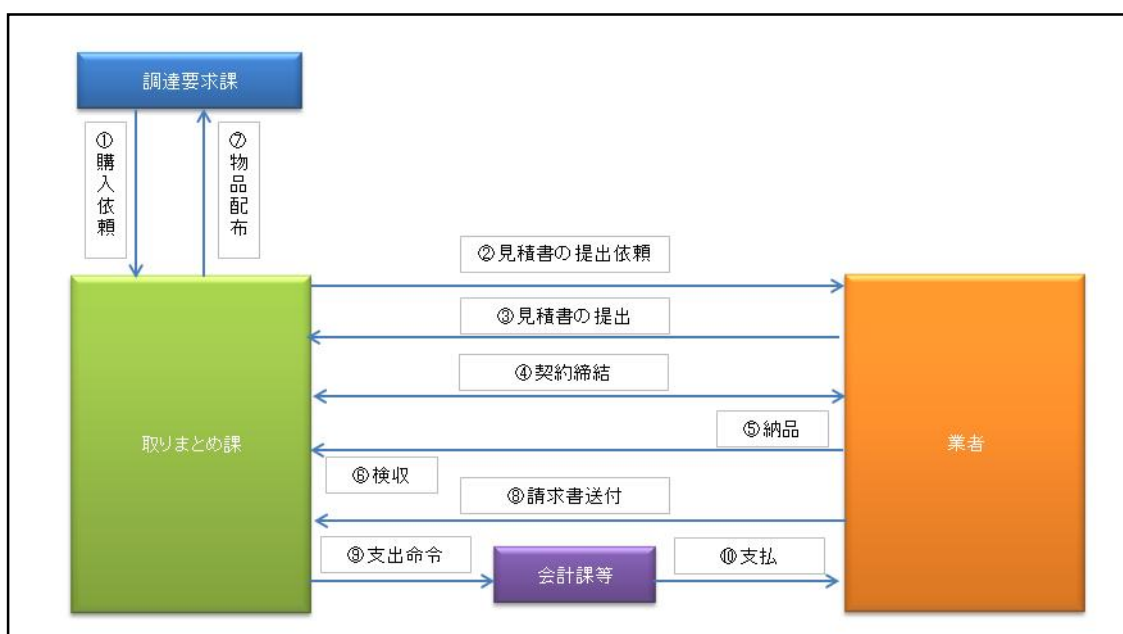 調達要求課
①購入依頼
⑦物品配布
②見積書の提出依頼
③見積書の提出
④契約締結
⑤納品
取りまとめ課
業者
⑥検収
⑧請求書送付
⑨支出命令
会計課等
⑩支払